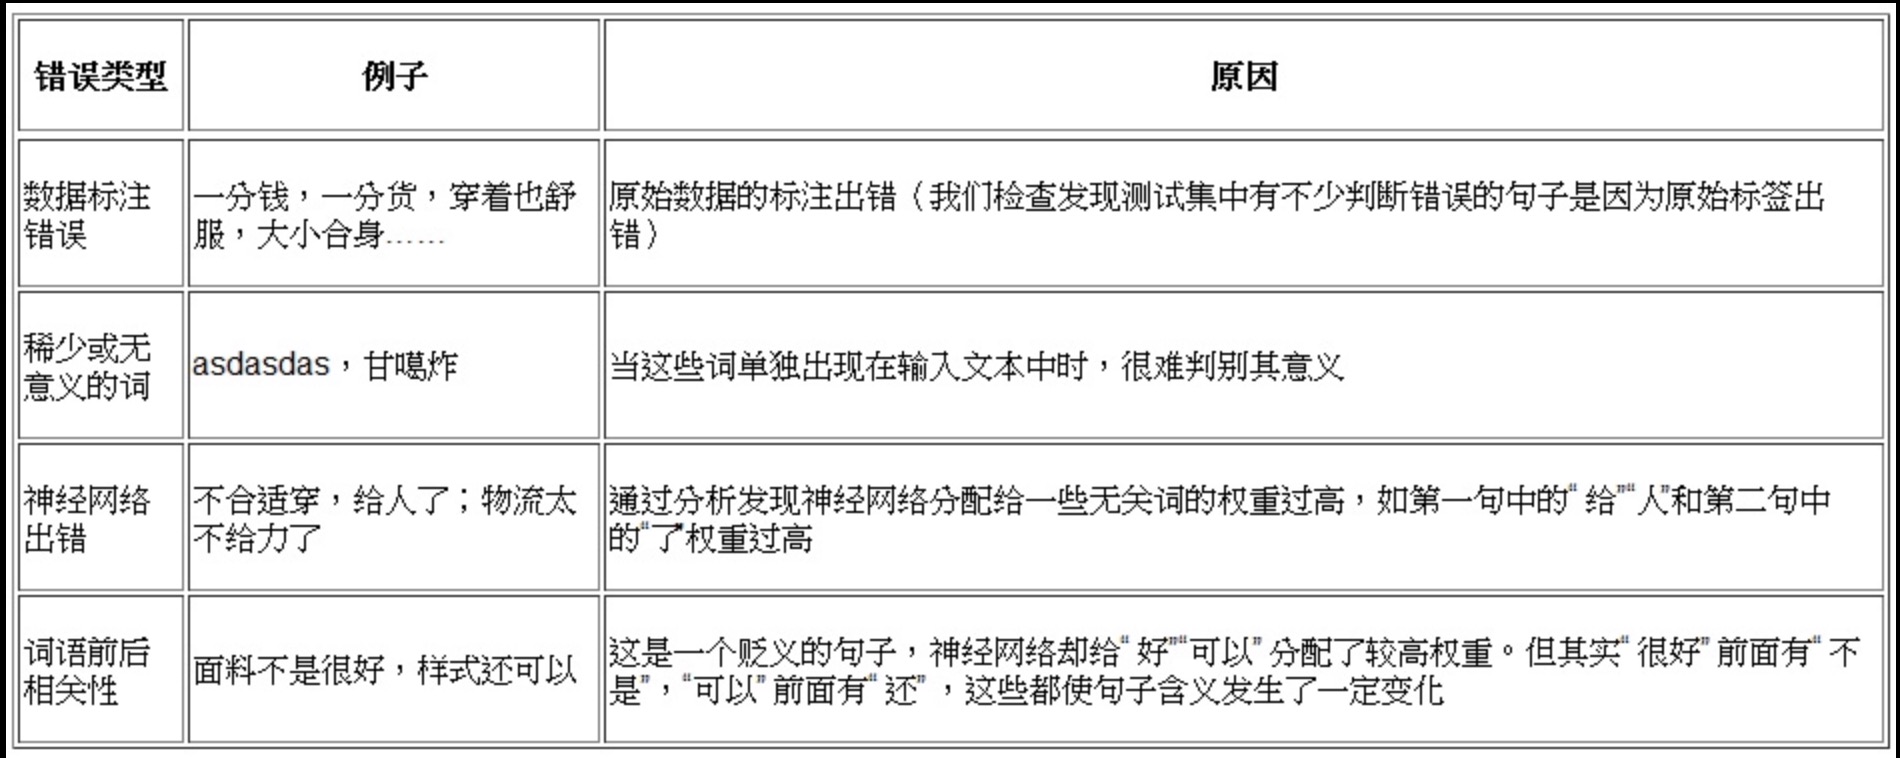 错误类型
例子
原因
数据标注
错误
一分钱，一分货，穿着也舒
服，大小合身……
原始数据的标注出错（我们检查发现测试集中有不少判断错误的句子是因为原始标签出
错）
稀少或无
意义的词
asdasdas，甘噶炸
当这些词单独出现在输入文本中时，很难判别其意义
神经网络
出错
不合适穿，给人了；物流太
不给力了
通过分析发现神经网络分配给一些无关词的权重过高，如第一句中的“给”“人”和第二句中
的“了”权重过高
词语前后
相关性
面料不是很好，样式还可以
这是一个贬义的句子，神经网络却给“好”“可以”分配了较高权重。但其实“很好”前面有“不
是”，“可以”前面有“还”，这些都使句子含义发生了一定变化